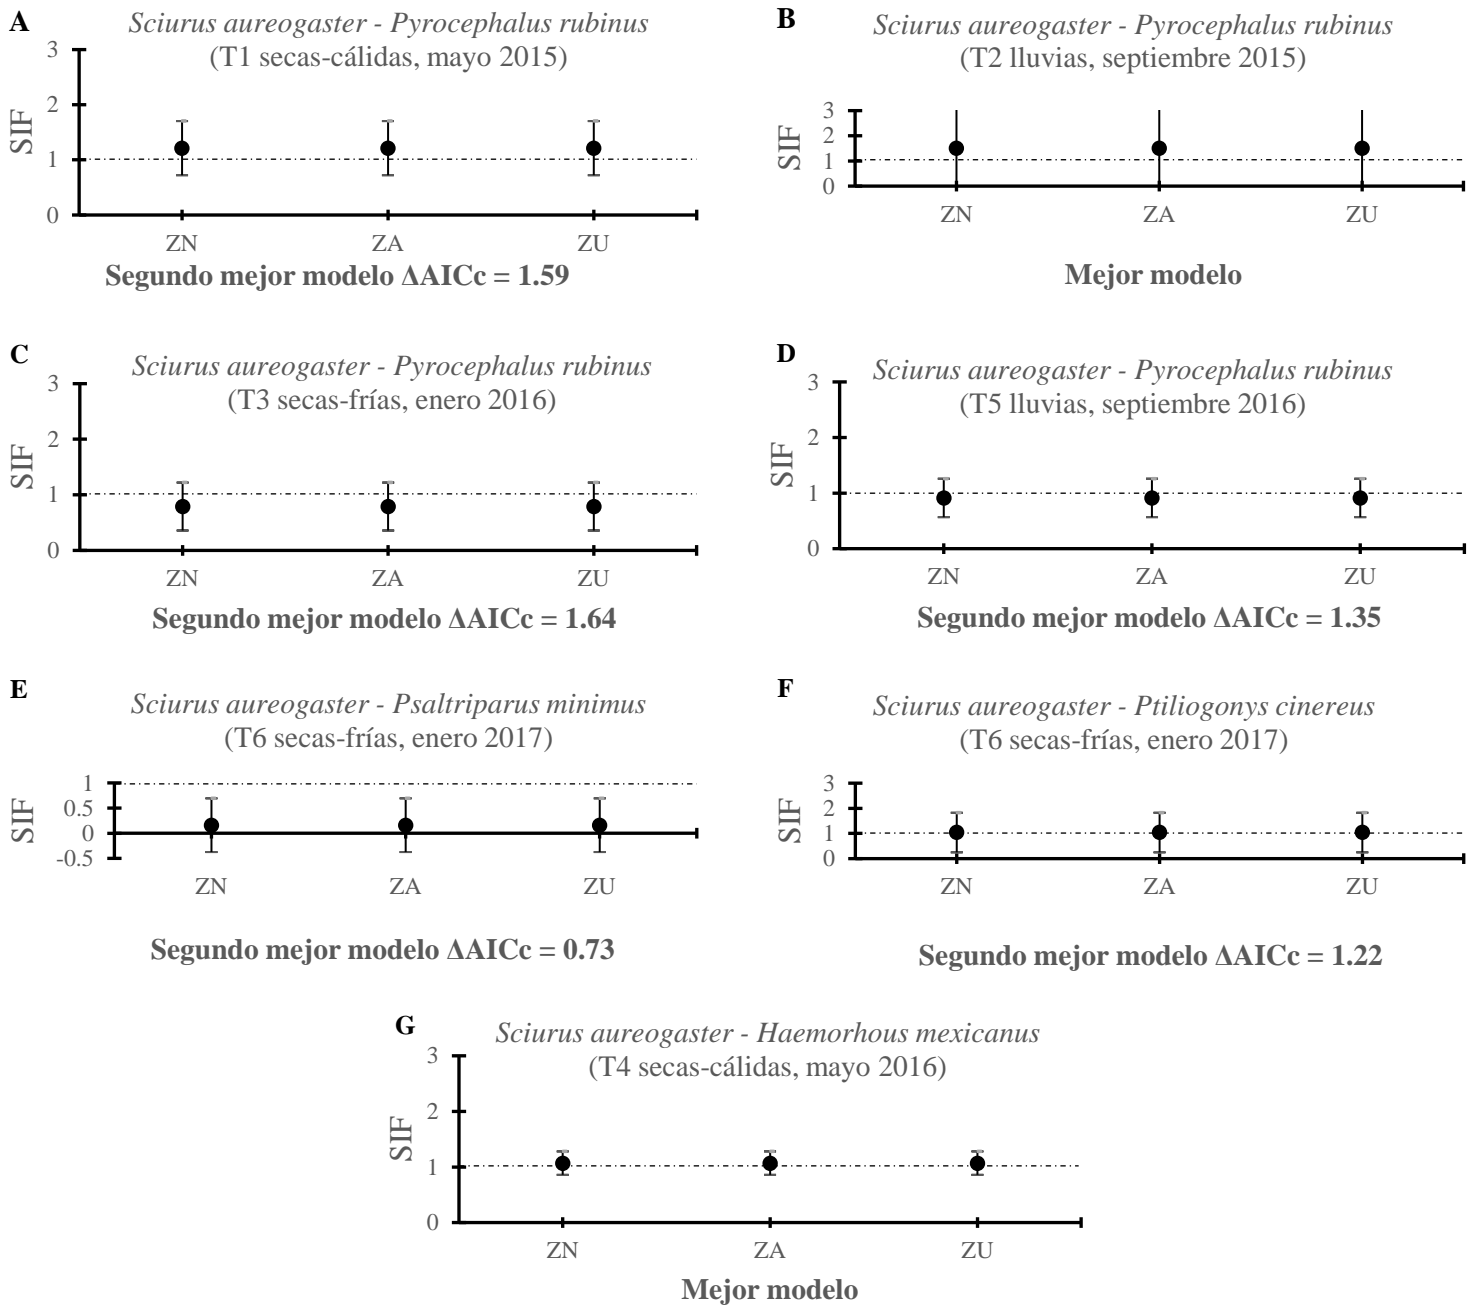 A
Sciurus aureogaster - Pyrocephalus rubinus
(T1 secas-cálidas, mayo 2015)
3
2
1
0
SIF
ZN ZA ZU
Segundo mejor modelo ΔAICc = 1.59
B
Sciurus aureogaster - Pyrocephalus rubinus
(T2 lluvias, septiembre 2015)
3
2
1
0
SIF
ZN ZA ZU
Mejor modelo
C
Sciurus aureogaster - Pyrocephalus rubinus
(T3 secas-frías, enero 2016)
3
2
1
0
SIF
ZN ZA ZU
Segundo mejor modelo ΔAICc = 1.64
D
Sciurus aureogaster - Pyrocephalus rubinus
(T5 lluvias, septiembre 2016)
3
2
1
0
SIF
ZN ZA ZU
Segundo mejor modelo ΔAICc = 1.35
E
Sciurus aureogaster - Psaltriparus minimus
(T6 secas-frías, enero 2017)
1
0.5
0
-0.5
SIF
ZN ZA ZU
Segundo mejor modelo ΔAICc = 0.73
F
Sciurus aureogaster - Ptiliogonys cinereus
(T6 secas-frías, enero 2017)
3
2
1
0
SIF
ZN ZA ZU
Segundo mejor modelo ΔAICc = 1.22
G
Sciurus aureogaster - Haemorhous mexicanus
(T4 secas-cálidas, mayo 2016)
3
2
1
0
SIF
ZN ZA ZU
Mejor modelo